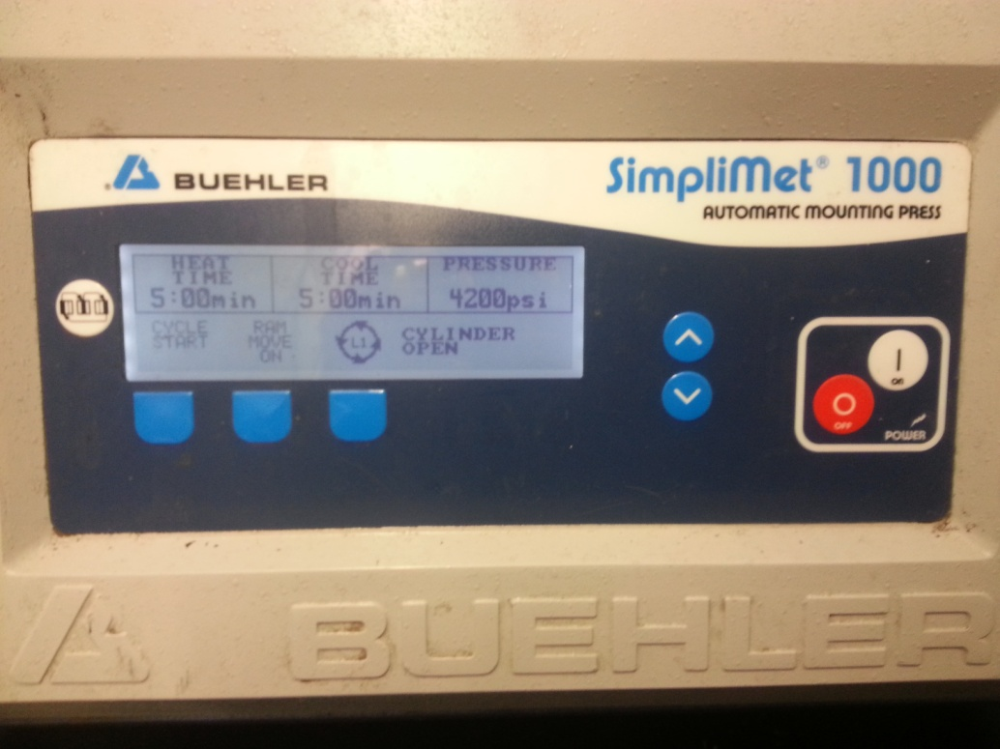 BUEHLER
SimpliMet® 1000
AUTOMATIC MOUNTING PRESS
HEAT TIME
5:00min
COOL TIME
5:00min
PRESSURE
4200psi
CYCLE START
RAM MOVE ON
L1
CYLINDER OPEN
ON
OFF
POWER
BUEHLER